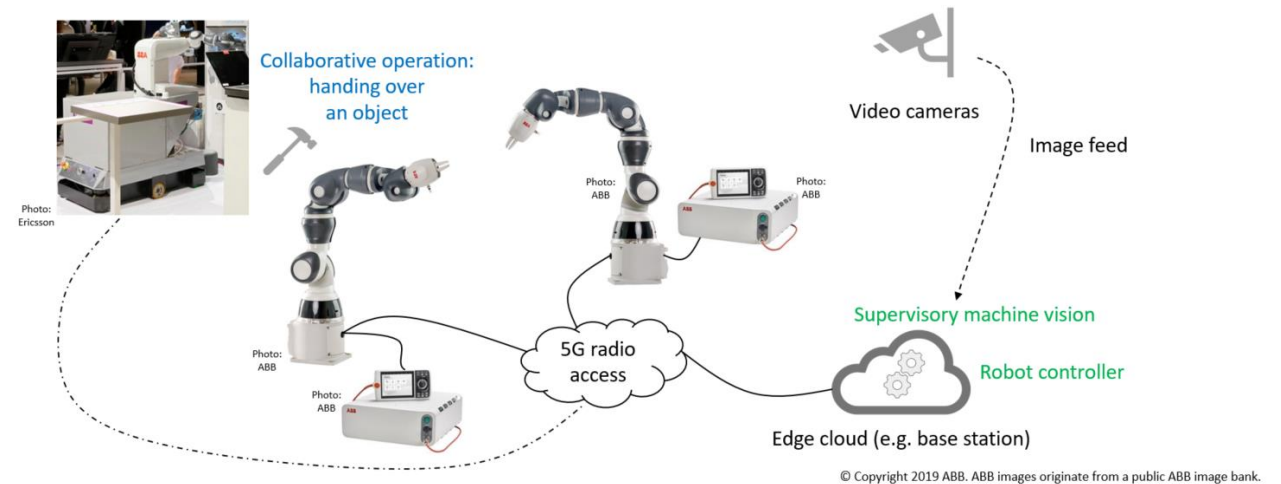 Collaborative operation:
handing over
an object
Video cameras
Image feed
Photo:
Ericsson
Photo:
ABB
Photo:
ABB
ABB
Supervisory machine vision
5G radio
access
Robot controller
Photo:
ABB
Photo:
ABB
ABB
Edge cloud (e.g. base station)
© Copyright 2019 ABB. ABB images originate from a public ABB image bank.